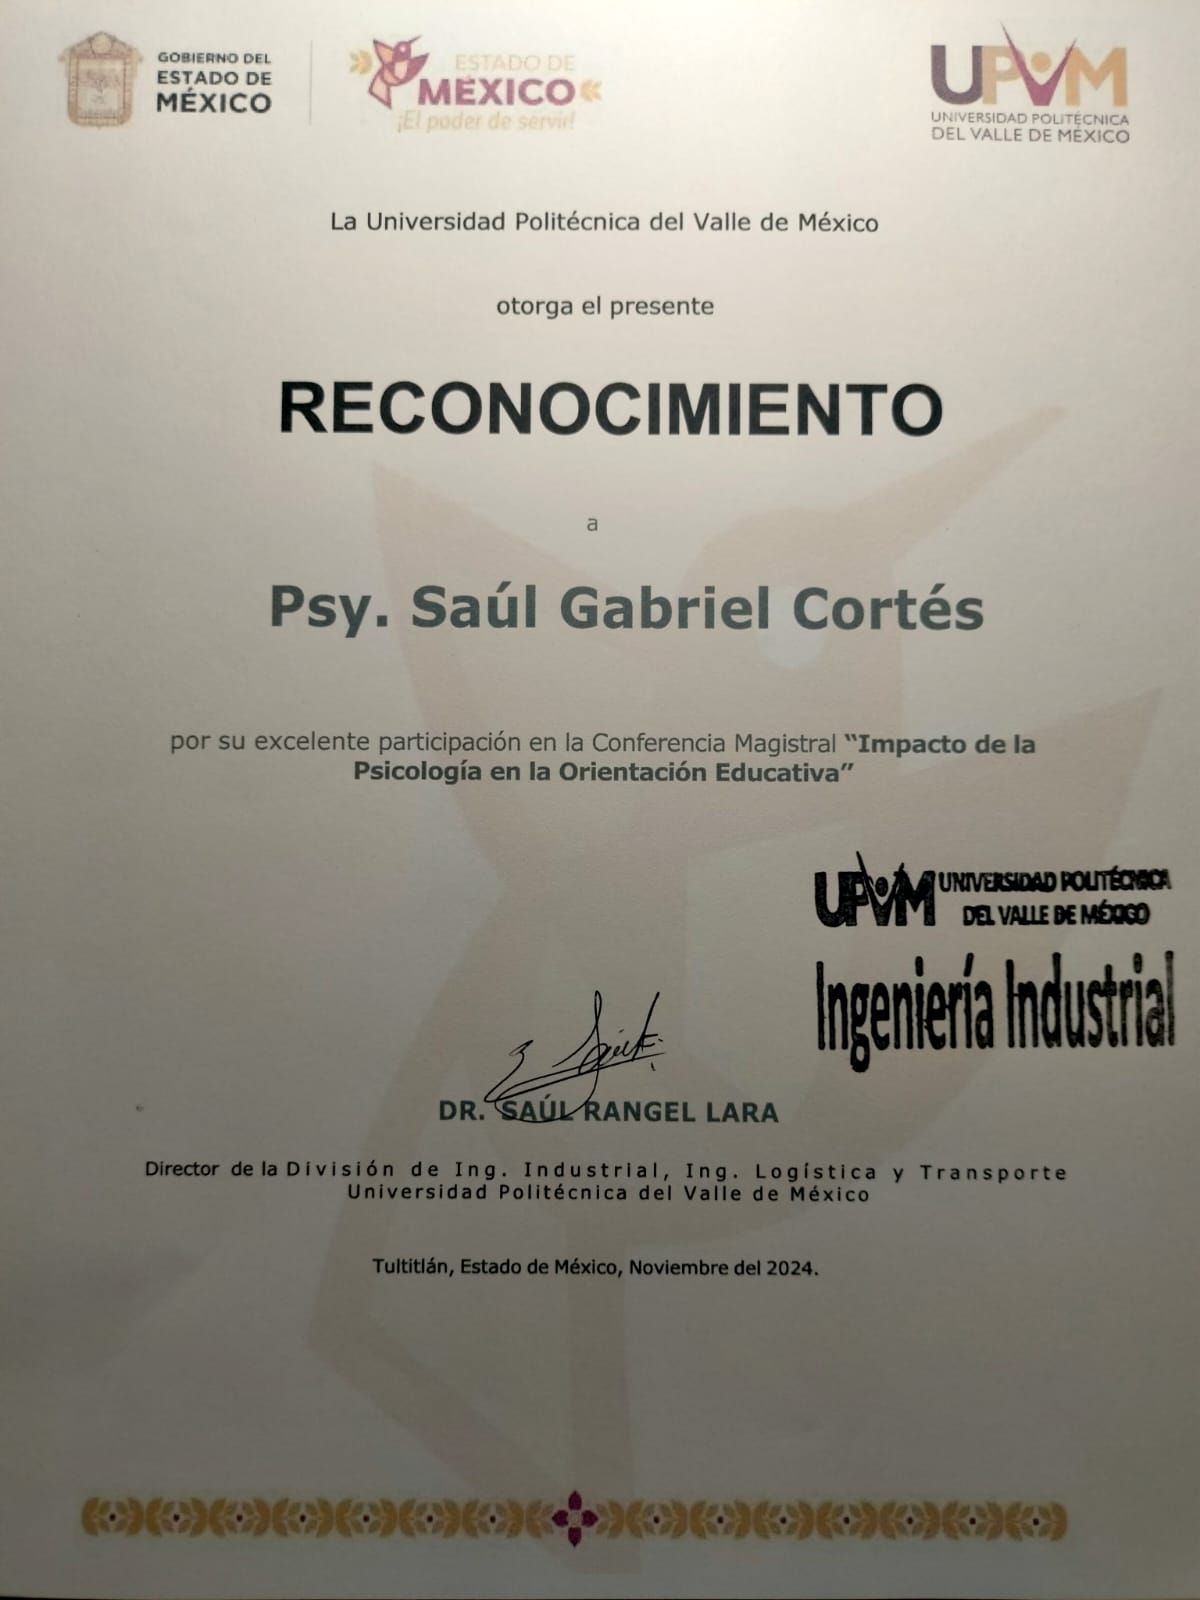 GOBIERNO DEL
ESTADO DE
MÉXICO
ESTADO DE
MÉXICO
¡El poder de servir!
UPVM
UNIVERSIDAD POLITÉCNICA
DEL VALLE DE MÉXICO
La Universidad Politécnica del Valle de México
otorga el presente
RECONOCIMIENTO
a
Psy. Saúl Gabriel Cortés
por su excelente participación en la Conferencia Magistral “Impacto de la
Psicología en la Orientación Educativa”
UPVM UNIVERSIDAD POLITÉCNICA
DEL VALLE DE MÉXICO
Ingeniería Industrial
DR. SAÚL RANGEL LARA
Director de la División de Ing. Industrial, Ing. Logística y Transporte
Universidad Politécnica del Valle de México
Tultitlán, Estado de México, Noviembre del 2024.